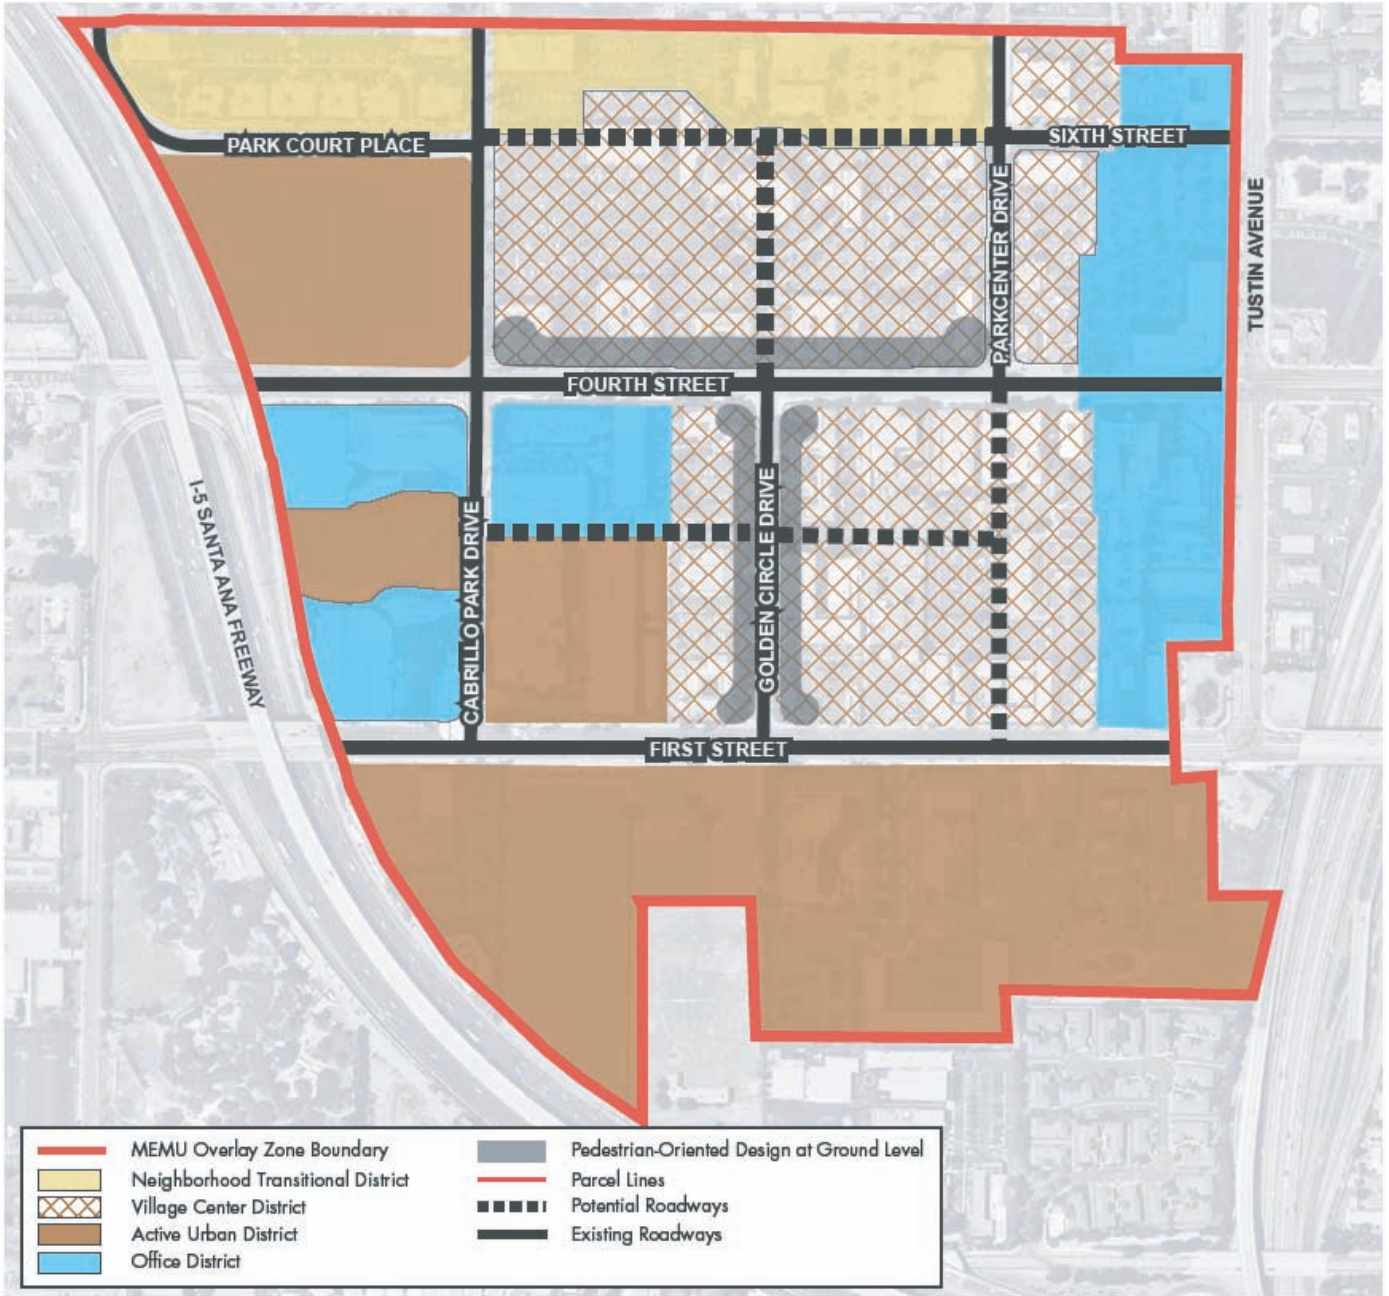 PARK COURT PLACE
SIXTH STREET
PARKCENTER DRIVE
TUSTIN AVENUE
FOURTH STREET
I-5 SANTA ANA FREEWAY
CABRILLO PARK DRIVE
GOLDEN CIRCLE DRIVE
FIRST STREET
MEMU Overlay Zone Boundary
Neighborhood Transitional District
Village Center District
Active Urban District
Office District
Pedestrian-Oriented Design at Ground Level
Parcel Lines
Potential Roadways
Existing Roadways